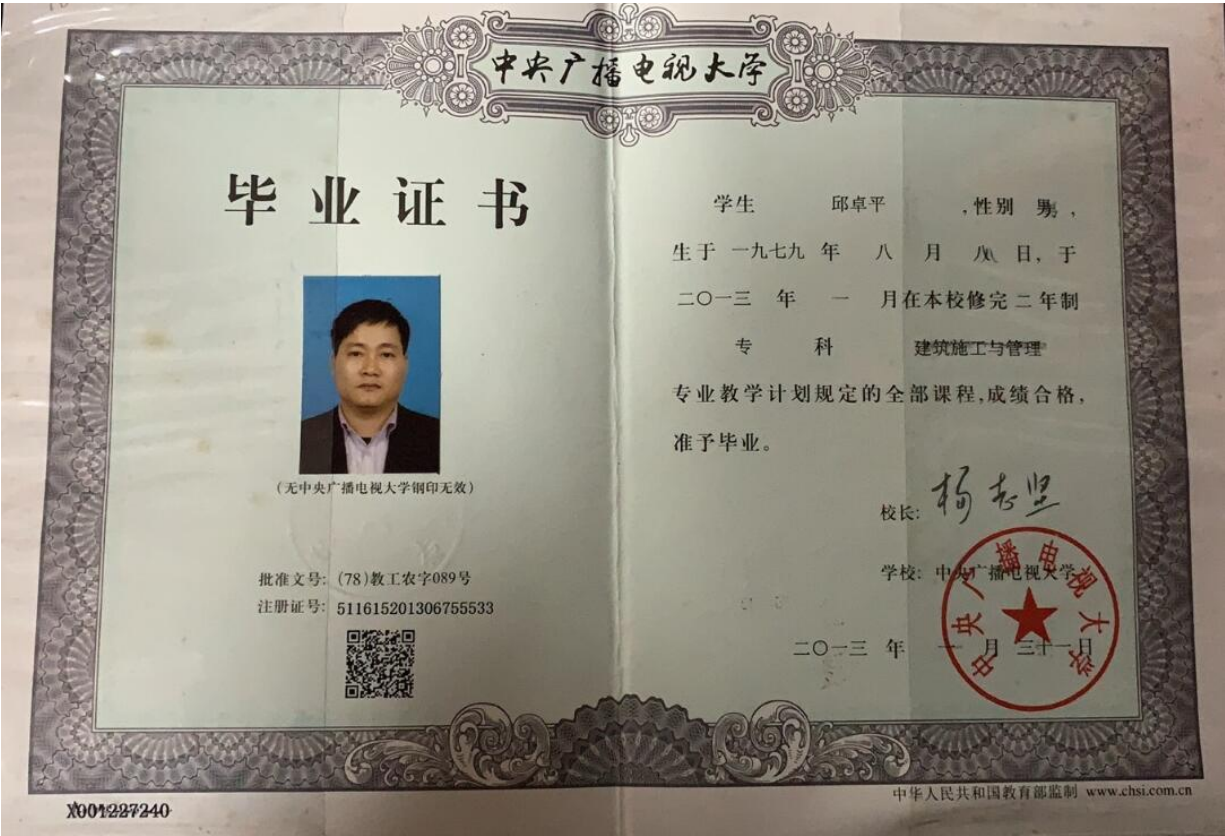 中央广播电视大学
毕业证书
(无中央广播电视大学钢印无效)
批准文号: (78)教工农字089号
注册证号: 511615201306755533
X001227240
学生 邱卓平 ,性别 男,
生于 一九七九 年 八 月 八 日, 于
二〇一三 年 一 月在本校修完 二 年制
专 科 建筑施工与管理
专业教学计划规定的全部课程,成绩合格,
准予毕业。
校长: 杨志坚
学校: 中央广播电视大学
中央广播电视大学
二〇一三 年 一 月 三十一日
中华人民共和国教育部监制 www.chsi.com.cn